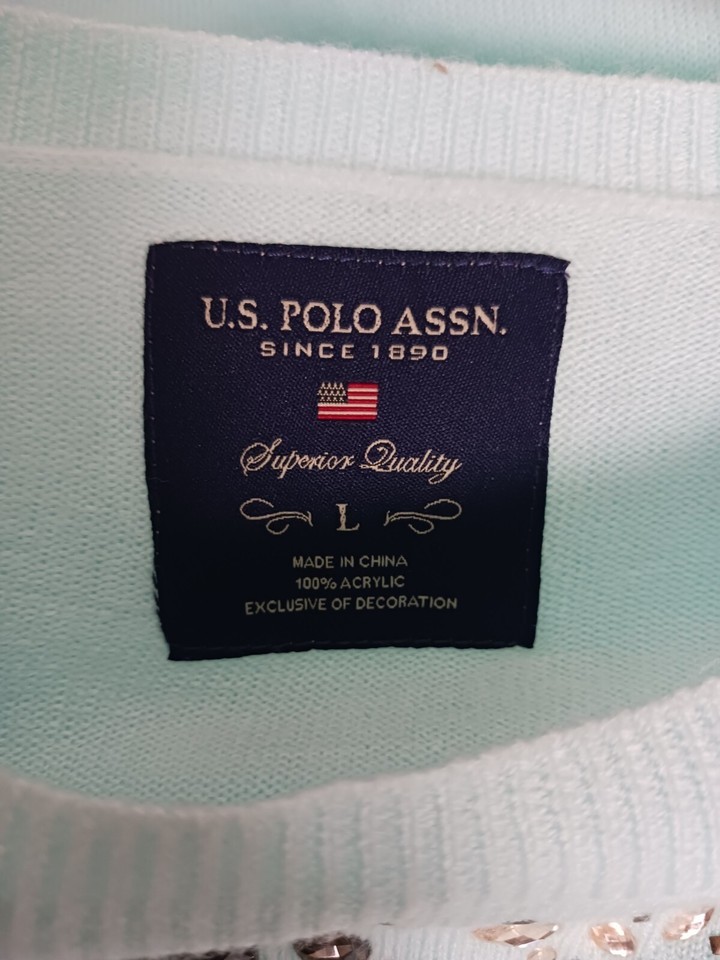 U.S. POLO ASSN.
SINCE 1890
Superior Quality
L
MADE IN CHINA
100% ACRYLIC
EXCLUSIVE OF DECORATION